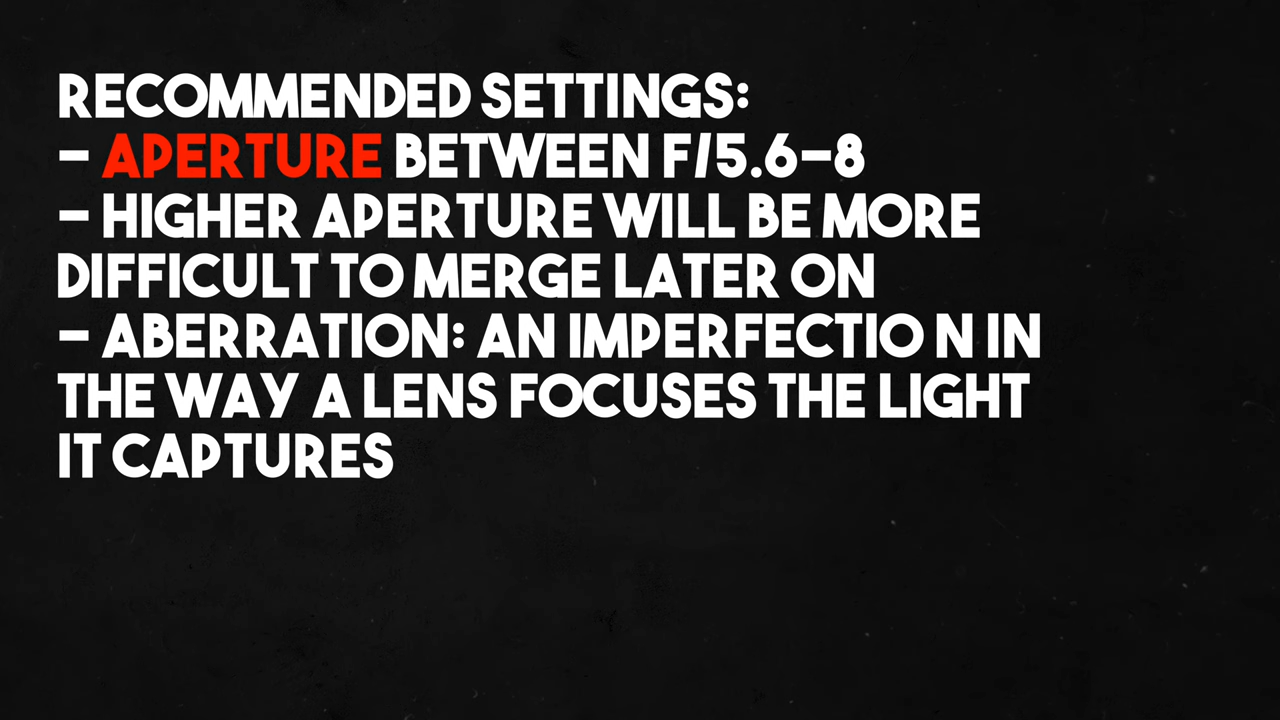 RECOMMENDED SETTINGS:
- APERTURE BETWEEN F/5.6-8
- HIGHER APERTURE WILL BE MORE
DIFFICULT TO MERGE LATER ON
- ABERRATION: AN IMPERFECTIO N IN
THE WAY A LENS FOCUSES THE LIGHT
IT CAPTURES